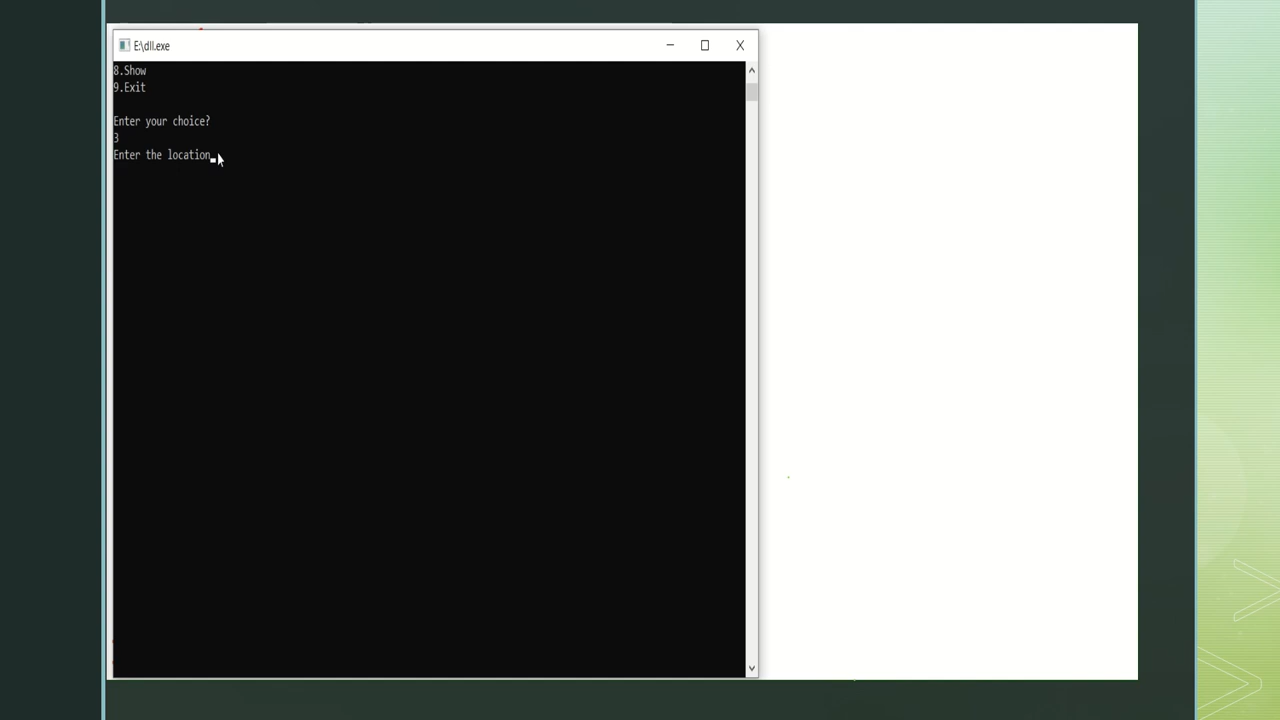 E:\dll.exe
8.Show
9.Exit
Enter your choice?
3
Enter the location